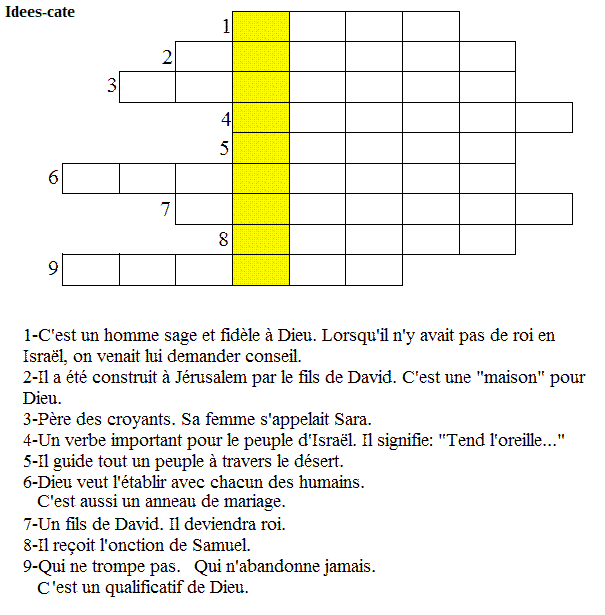 Idees-cate
1
2
3
4
5
6
7
8
9
1-C'est un homme sage et fidèle à Dieu. Lorsqu'il n'y avait pas de roi en
Israël, on venait lui demander conseil.
2-Il a été construit à Jérusalem par le fils de David. C'est une "maison" pour
Dieu.
3-Père des croyants. Sa femme s'appelait Sara.
4-Un verbe important pour le peuple d'Israël. Il signifie: "Tend l'oreille..."
5-Il guide tout un peuple à travers le désert.
6-Dieu veut l'établir avec chacun des humains.
C'est aussi un anneau de mariage.
7-Un fils de David. Il deviendra roi.
8-Il reçoit l'onction de Samuel.
9-Qui ne trompe pas. Qui n'abandonne jamais.
C'est un qualificatif de Dieu.